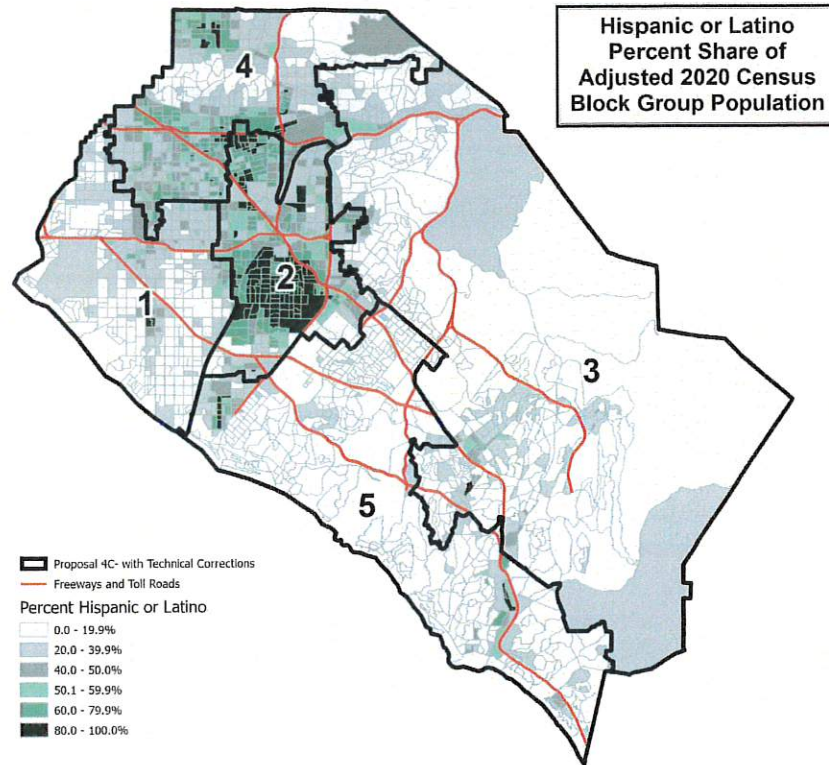 Hispanic or Latino
Percent Share of
Adjusted 2020 Census
Block Group Population
4
2
1
3
5
Proposal 4C- with Technical Corrections
Freeways and Toll Roads
Percent Hispanic or Latino
0.0 - 19.9%
20.0 - 39.9%
40.0 - 50.0%
50.1 - 59.9%
60.0 - 79.9%
80.0 - 100.0%